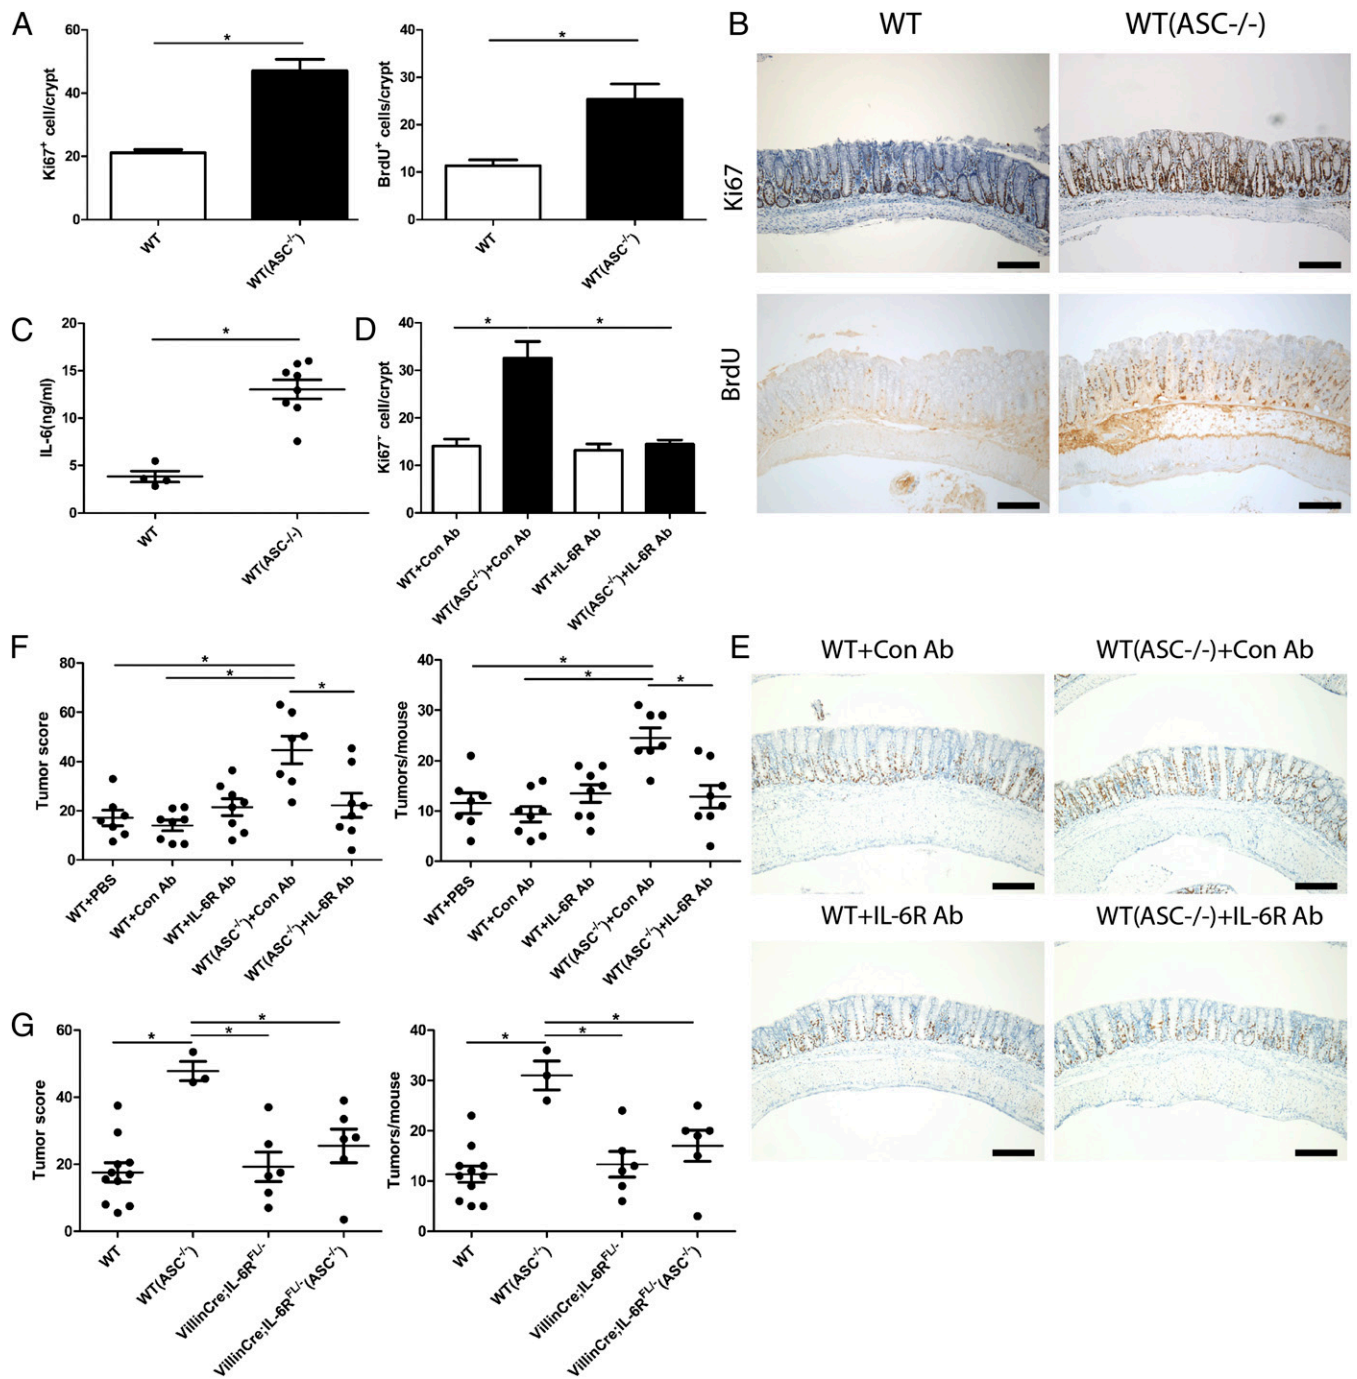 A
Ki67⁺ cell/crypt
60
40
20
0
*
WT
WT(ASC⁻/⁻)
BrdU⁺ cells/crypt
40
30
20
10
0
*
WT
WT(ASC⁻/⁻)
B
WT
WT(ASC-/-)
Ki67
BrdU
C
IL-6(ng/ml)
20
15
10
5
0
*
WT
WT(ASC-/-)
D
Ki67⁺ cell/crypt
40
30
20
10
0
*
*
WT+Con Ab
WT(ASC⁻/⁻)+Con Ab
WT+IL-6R Ab
WT(ASC⁻/⁻)+IL-6R Ab
F
Tumor score
80
60
40
20
0
*
*
*
WT+PBS
WT+Con Ab
WT+IL-6R Ab
WT(ASC⁻/⁻)+Con Ab
WT(ASC⁻/⁻)+IL-6R Ab
Tumors/mouse
40
30
20
10
0
*
*
*
WT+PBS
WT+Con Ab
WT+IL-6R Ab
WT(ASC⁻/⁻)+Con Ab
WT(ASC⁻/⁻)+IL-6R Ab
E
WT+Con Ab
WT(ASC-/-)+Con Ab
WT+IL-6R Ab
WT(ASC-/-)+IL-6R Ab
G
Tumor score
60
40
20
0
*
*
*
WT
WT(ASC⁻/⁻)
VillinCre;IL-6R^FL/-
VillinCre;IL-6R^FL/-(ASC⁻/⁻)
Tumors/mouse
40
30
20
10
0
*
*
*
WT
WT(ASC⁻/⁻)
VillinCre;IL-6R^FL/-
VillinCre;IL-6R^FL/-(ASC⁻/⁻)